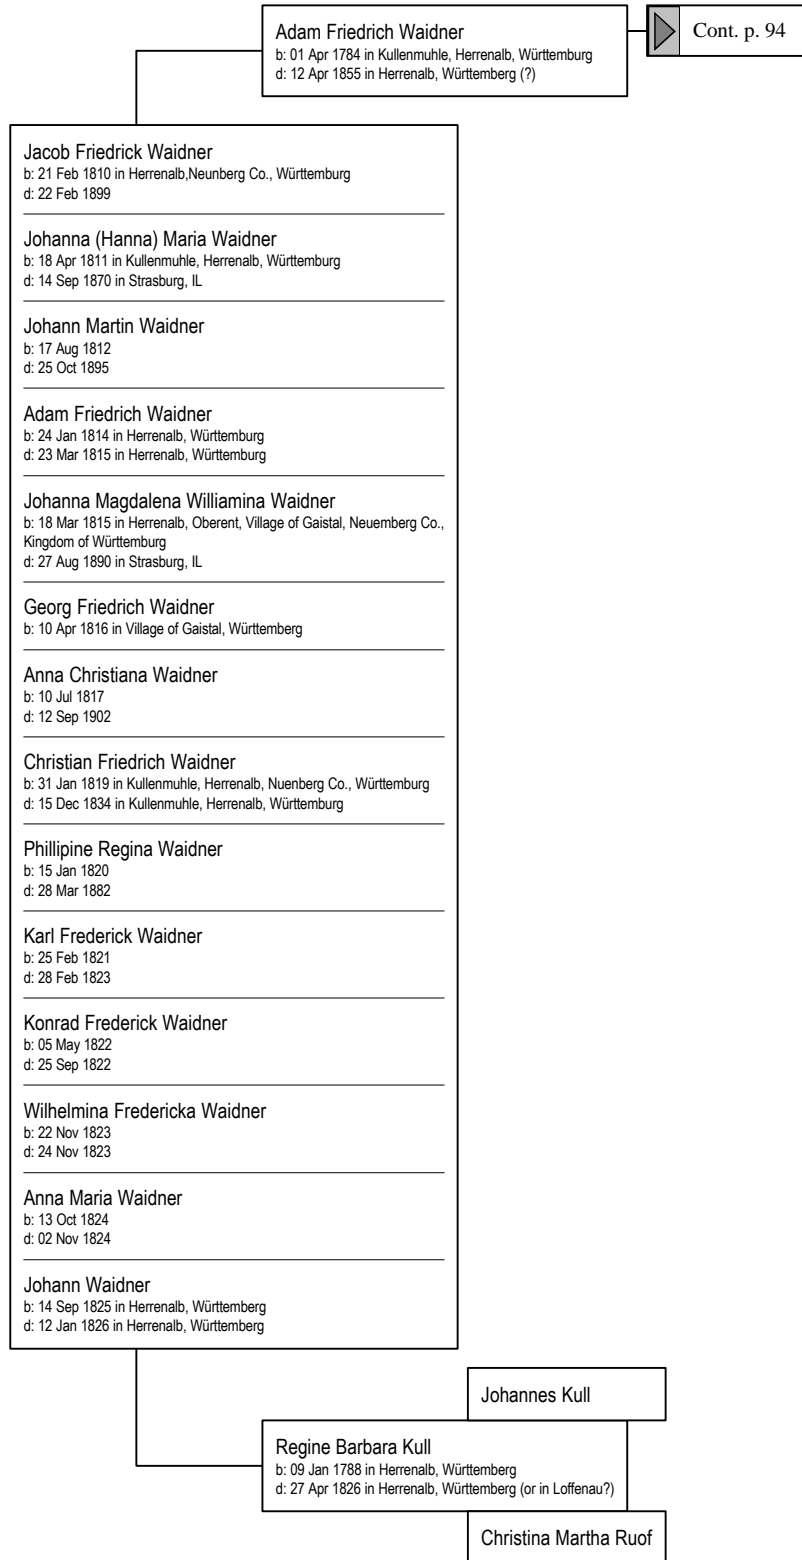 Adam Friedrich Waidner
b: 01 Apr 1784 in Kullenmuhle, Herrenalb, Württemburg
d: 12 Apr 1855 in Herrenalb, Württemberg (?)
Cont. p. 94
Jacob Friedrick Waidner
b: 21 Feb 1810 in Herrenalb,Neunberg Co., Württemburg
d: 22 Feb 1899
Johanna (Hanna) Maria Waidner
b: 18 Apr 1811 in Kullenmuhle, Herrenalb, Württemburg
d: 14 Sep 1870 in Strasburg, IL
Johann Martin Waidner
b: 17 Aug 1812
d: 25 Oct 1895
Adam Friedrich Waidner
b: 24 Jan 1814 in Herrenalb, Württemburg
d: 23 Mar 1815 in Herrenalb, Württemburg
Johanna Magdalena Williamina Waidner
b: 18 Mar 1815 in Herrenalb, Oberent, Village of Gaistal, Neuemberg Co.,
Kingdom of Württemburg
d: 27 Aug 1890 in Strasburg, IL
Georg Friedrich Waidner
b: 10 Apr 1816 in Village of Gaistal, Württemberg
Anna Christiana Waidner
b: 10 Jul 1817
d: 12 Sep 1902
Christian Friedrich Waidner
b: 31 Jan 1819 in Kullenmuhle, Herrenalb, Nuenberg Co., Württemburg
d: 15 Dec 1834 in Kullenmuhle, Herrenalb, Württemburg
Phillipine Regina Waidner
b: 15 Jan 1820
d: 28 Mar 1882
Karl Frederick Waidner
b: 25 Feb 1821
d: 28 Feb 1823
Konrad Frederick Waidner
b: 05 May 1822
d: 25 Sep 1822
Wilhelmina Fredericka Waidner
b: 22 Nov 1823
d: 24 Nov 1823
Anna Maria Waidner
b: 13 Oct 1824
d: 02 Nov 1824
Johann Waidner
b: 14 Sep 1825 in Herrenalb, Württemberg
d: 12 Jan 1826 in Herrenalb, Württemberg
Johannes Kull
Regine Barbara Kull
b: 09 Jan 1788 in Herrenalb, Württemberg
d: 27 Apr 1826 in Herrenalb, Württemberg (or in Loffenau?)
Christina Martha Ruof